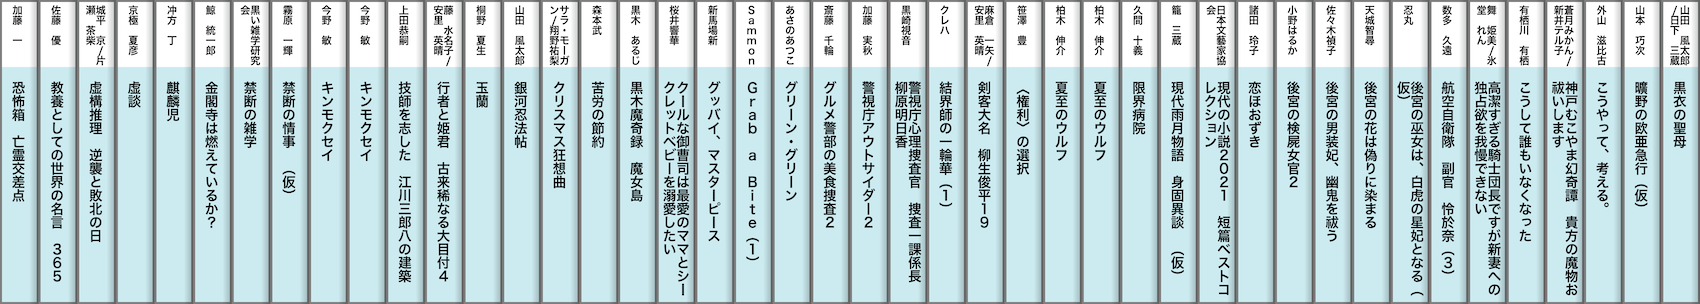 加藤 一
恐怖箱 亡霊交差点
佐藤 優
教養としての世界の名言 365
城平 京/片
瀬 茶柴
虚構推理 逆襲と敗北の日
京極 夏彦
虚談
冲方 丁
麒麟児
鯨 統一郎
金閣寺は燃えているか?
黒い雑学研究
会
禁断の雑学
霧原 一輝
禁断の情事 (仮)
今野 敏
キンモクセイ
今野 敏
キンモクセイ
上田恭嗣
技師を志した 江川三郎八の建築
藤 水名子/
安里 英晴
行者と姫君 古来稀なる大目付4
桐野 夏生
玉蘭
山田 風太郎
銀河忍法帖
サラ・モーガ
ン/翔野祐梨
クリスマス狂想曲
森本武
苦労の節約
黒木 あるじ
黒木魔奇録 魔女島
桜井響華
クールな御曹司は最愛のママとシー
クレットベビーを溺愛したい
新馬場新
グッバイ、マスターピース
Sammon
Grab a Bite(1)
あさのあつこ
グリーン・グリーン
斎藤 千輪
グルメ警部の美食捜査2
加藤 実秋
警視庁アウトサイダー2
黒崎視音
警視庁心理捜査官 捜査一課係長
柳原明日香
クレハ
結界師の一輪華(1)
麻倉 一矢/
安里 英晴
剣客大名 柳生俊平19
笹澤 豊
〈権利〉の選択
柏木 伸介
夏至のウルフ
柏木 伸介
夏至のウルフ
久間 十義
限界病院
籠 三蔵
現代雨月物語 身固異談 (仮)
日本文藝家協
会
現代の小説2021 短篇ベストコ
レクション
諸田 玲子
恋ほおずき
小野はるか
後宮の検屍女官2
佐々木禎子
後宮の男装妃、幽鬼を祓う
天城智尋
後宮の花は偽りに染まる
忍丸
後宮の巫女は、白虎の星妃となる(
仮)
数多 久遠
航空自衛隊 副官 怜於奈(3)
舞 姫美/氷
堂 れん
高潔すぎる騎士団長ですが新妻への
独占欲を我慢できない
有栖川 有栖
こうして誰もいなくなった
蒼月みかん/
新井テル子
神戸むこやま幻奇譚 貴方の魔物お
祓いします
外山 滋比古
こうやって、考える。
山本 巧次
曠野の欧亜急行(仮)
山田 風太郎
/日下 三蔵
黒衣の聖母